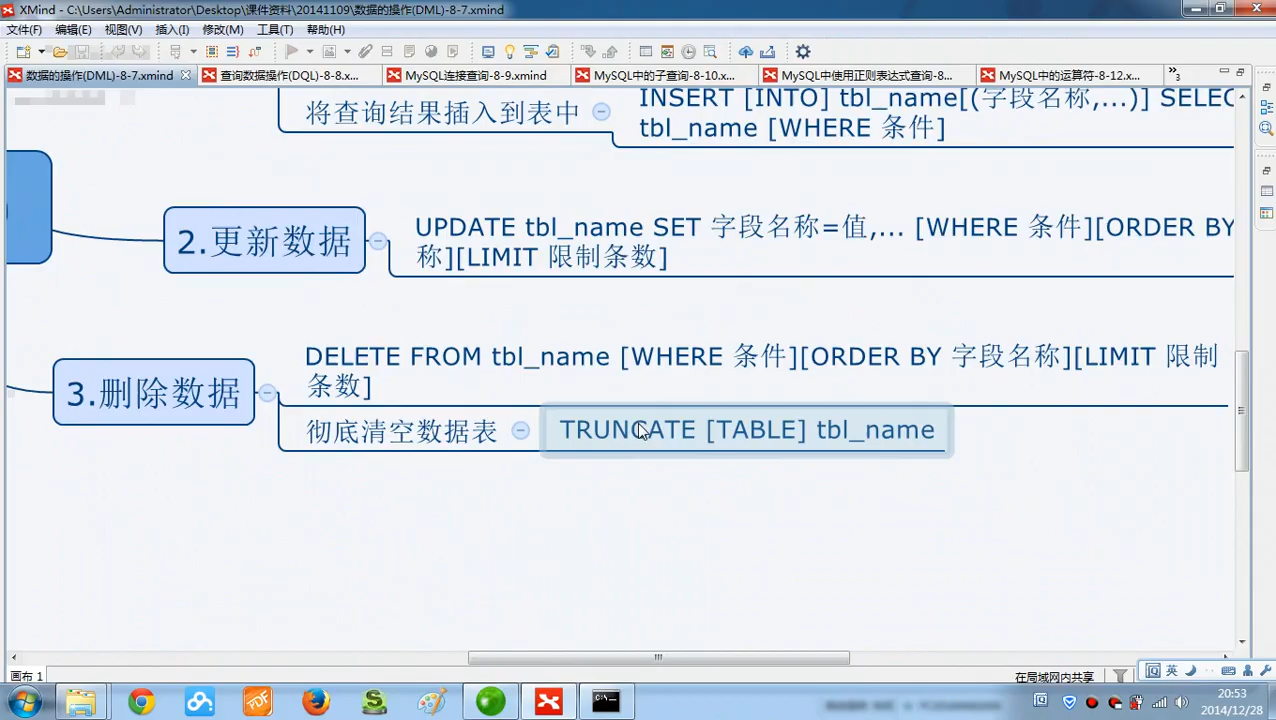 XMind - C:\Users\Administrator\Desktop\课件资料\20141109\数据的操作(DML)-8-7.xmind
文件(F) 编辑(E) 视图(V) 插入(I) 修改(M) 工具(T) 帮助(H)
数据的操作(DML)-8-7.xmind 查询数据操作(DQL)-8-8.x... MySQL连接查询-8-9.xmind MySQL中的子查询-8-10.x... MySQL中使用正则表达式查询-8... MySQL中的运算符-8-12.x... »3
将查询结果插入到表中
INSERT [INTO] tbl_name[(字段名称,...)] SELEC
tbl_name [WHERE 条件]
2.更新数据
UPDATE tbl_name SET 字段名称=值,... [WHERE 条件][ORDER BY
称][LIMIT 限制条数]
3.删除数据
DELETE FROM tbl_name [WHERE 条件][ORDER BY 字段名称][LIMIT 限制
条数]
彻底清空数据表
TRUNCATE [TABLE] tbl_name
画布 1
在局域网内共享
英
20:53
2014/12/28